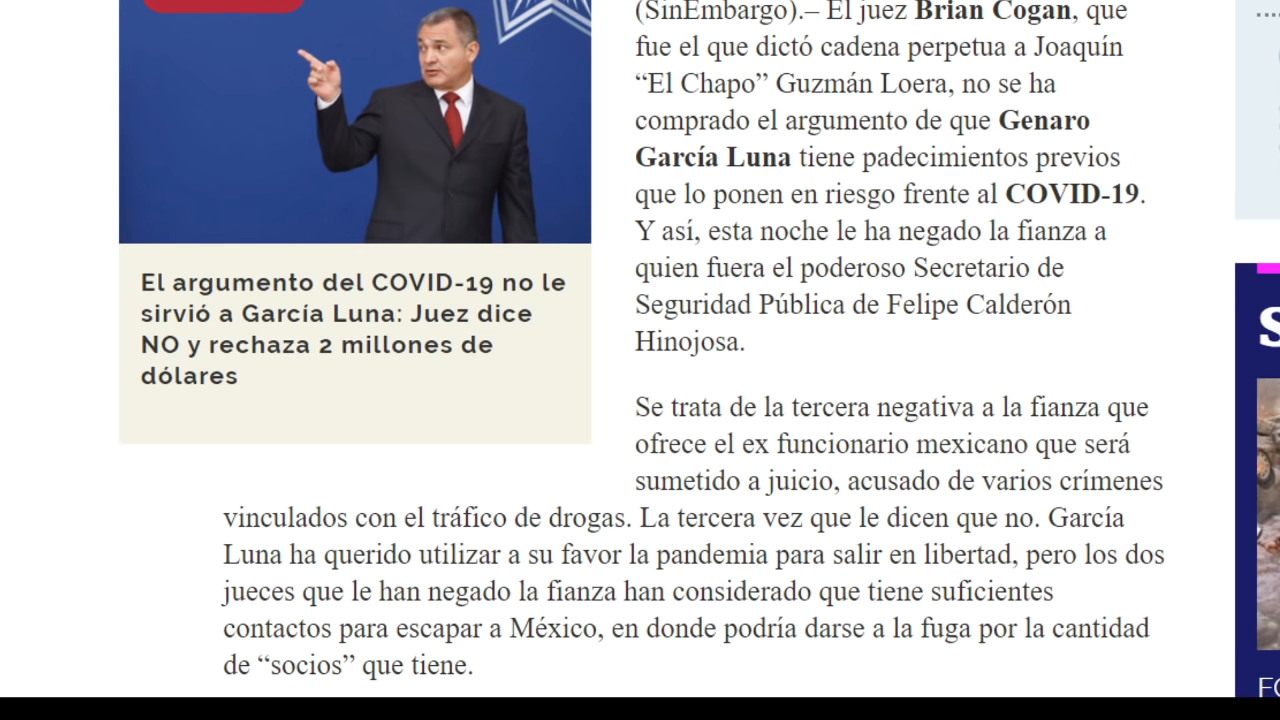 (SinEmbargo).– El juez Brian Cogan, que
fue el que dictó cadena perpetua a Joaquín
“El Chapo” Guzmán Loera, no se ha
comprado el argumento de que Genaro
García Luna tiene padecimientos previos
que lo ponen en riesgo frente al COVID-19.
Y así, esta noche le ha negado la fianza a
quien fuera el poderoso Secretario de
Seguridad Pública de Felipe Calderón
Hinojosa.
El argumento del COVID-19 no le
sirvió a García Luna: Juez dice
NO y rechaza 2 millones de
dólares
Se trata de la tercera negativa a la fianza que
ofrece el ex funcionario mexicano que será
sumetido a juicio, acusado de varios crímenes
vinculados con el tráfico de drogas. La tercera vez que le dicen que no. García
Luna ha querido utilizar a su favor la pandemia para salir en libertad, pero los dos
jueces que le han negado la fianza han considerado que tiene suficientes
contactos para escapar a México, en donde podría darse a la fuga por la cantidad
de “socios” que tiene.